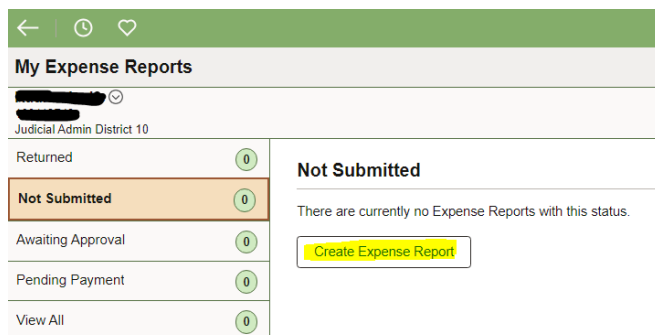 My Expense Reports
Judicial Admin District 10
Returned 0
Not Submitted 0
Awaiting Approval 0
Pending Payment 0
View All 0
Not Submitted
There are currently no Expense Reports with this status.
Create Expense Report